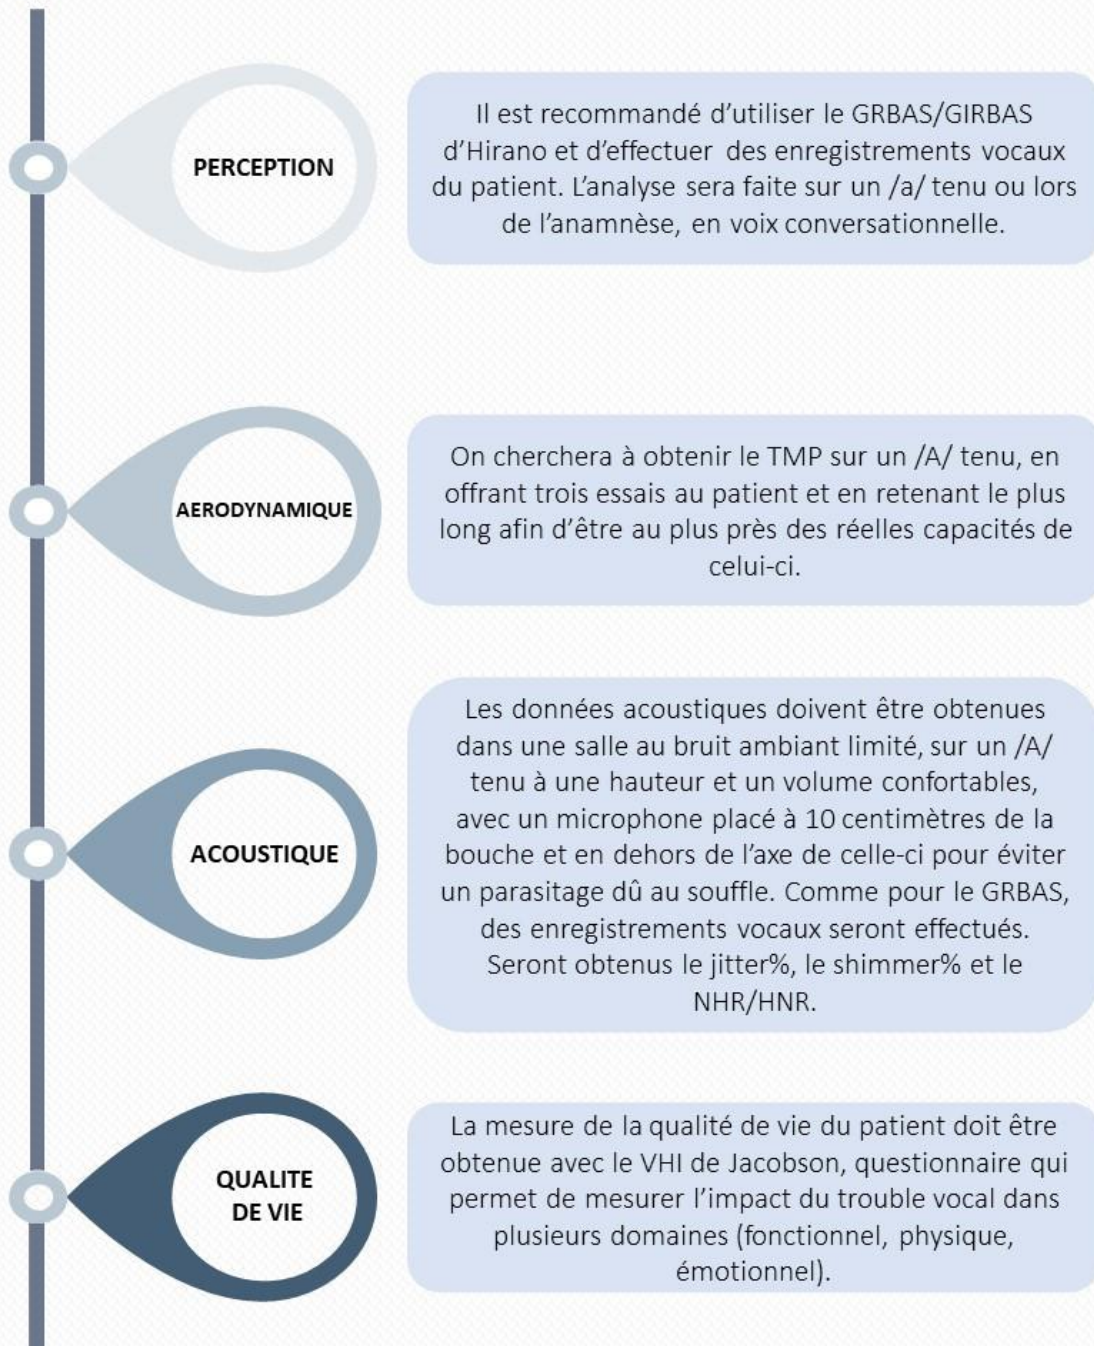 PERCEPTION
Il est recommandé d’utiliser le GRBAS/GIRBAS
d’Hirano et d’effectuer des enregistrements vocaux
du patient. L’analyse sera faite sur un /a/ tenu ou lors
de l’anamnèse, en voix conversationnelle.
AERODYNAMIQUE
On cherchera à obtenir le TMP sur un /A/ tenu, en
offrant trois essais au patient et en retenant le plus
long afin d’être au plus près des réelles capacités de
celui-ci.
ACOUSTIQUE
Les données acoustiques doivent être obtenues
dans une salle au bruit ambiant limité, sur un /A/
tenu à une hauteur et un volume confortables,
avec un microphone placé à 10 centimètres de la
bouche et en dehors de l’axe de celle-ci pour éviter
un parasitage dû au souffle. Comme pour le GRBAS,
des enregistrements vocaux seront effectués.
Seront obtenus le jitter%, le shimmer% et le
NHR/HNR.
QUALITE
DE VIE
La mesure de la qualité de vie du patient doit être
obtenue avec le VHI de Jacobson, questionnaire qui
permet de mesurer l’impact du trouble vocal dans
plusieurs domaines (fonctionnel, physique,
émotionnel).